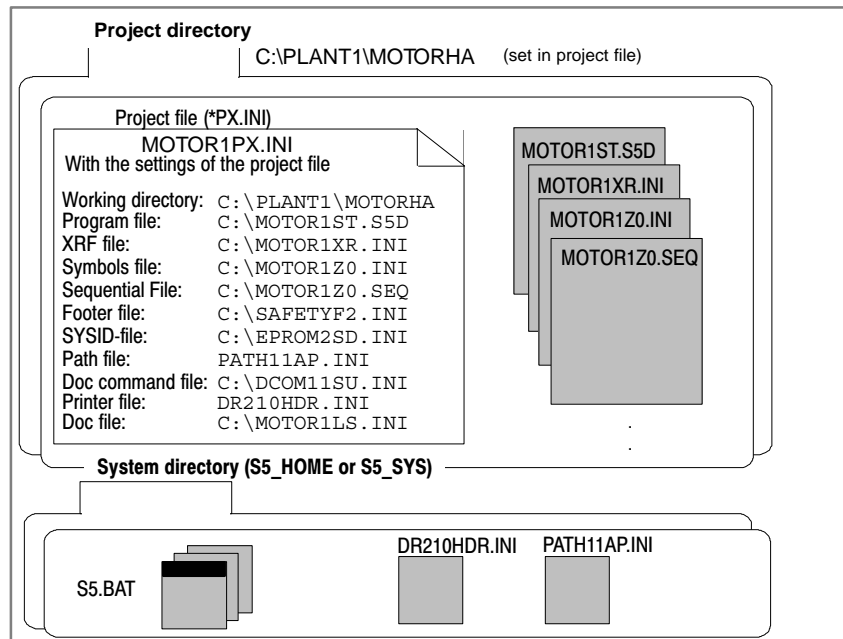 Project directory
C:\PLANT1\MOTORHA (set in project file)
Project file (*PX.INI)
MOTOR1PX.INI
With the settings of the project file
Working directory: C:\PLANT1\MOTORHA
Program file: C:\MOTOR1ST.S5D
XRF file: C:\MOTOR1XR.INI
Symbols file: C:\MOTOR1Z0.INI
Sequential File: C:\MOTOR1Z0.SEQ
Footer file: C:\SAFETYF2.INI
SYSID-file: C:\EPROM2SD.INI
Path file: PATH11AP.INI
Doc command file: C:\DCOM11SU.INI
Printer file: DR210HDR.INI
Doc file: C:\MOTOR1LS.INI
MOTOR1ST.S5D
MOTOR1XR.INI
MOTOR1Z0.INI
MOTOR1Z0.SEQ
.
.
System directory (S5_HOME or S5_SYS)
S5.BAT
DR210HDR.INI
PATH11AP.INI